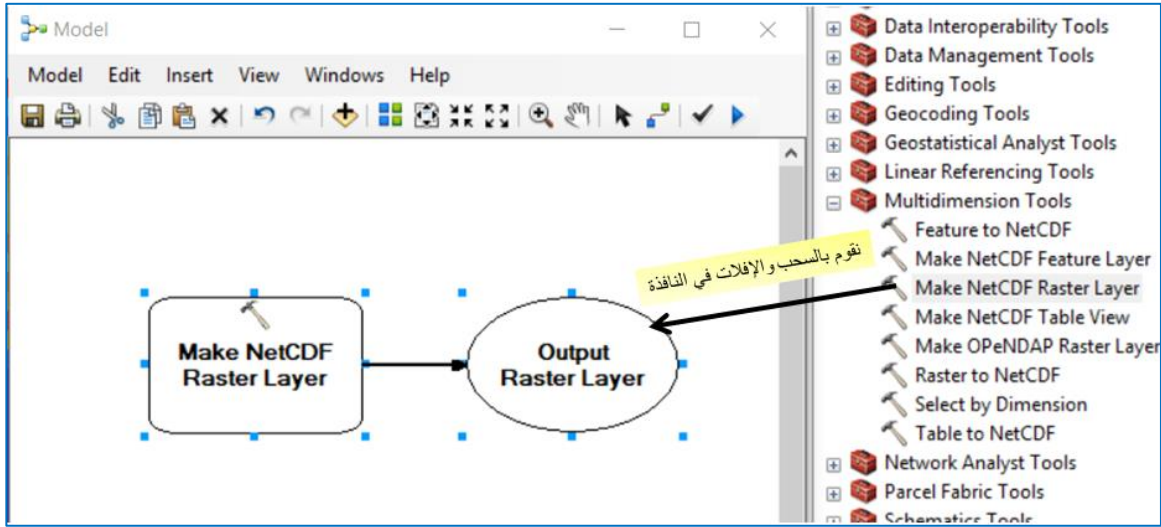 Model
Model Edit Insert View Windows Help
Make NetCDF
Raster Layer
Output
Raster Layer
نقوم بالسحب والإفلات في النافذة
Data Interoperability Tools
Data Management Tools
Editing Tools
Geocoding Tools
Geostatistical Analyst Tools
Linear Referencing Tools
Multidimension Tools
Feature to NetCDF
Make NetCDF Feature Layer
Make NetCDF Raster Layer
Make NetCDF Table View
Make OPeNDAP Raster Layer
Raster to NetCDF
Select by Dimension
Table to NetCDF
Network Analyst Tools
Parcel Fabric Tools
Schematics Tools